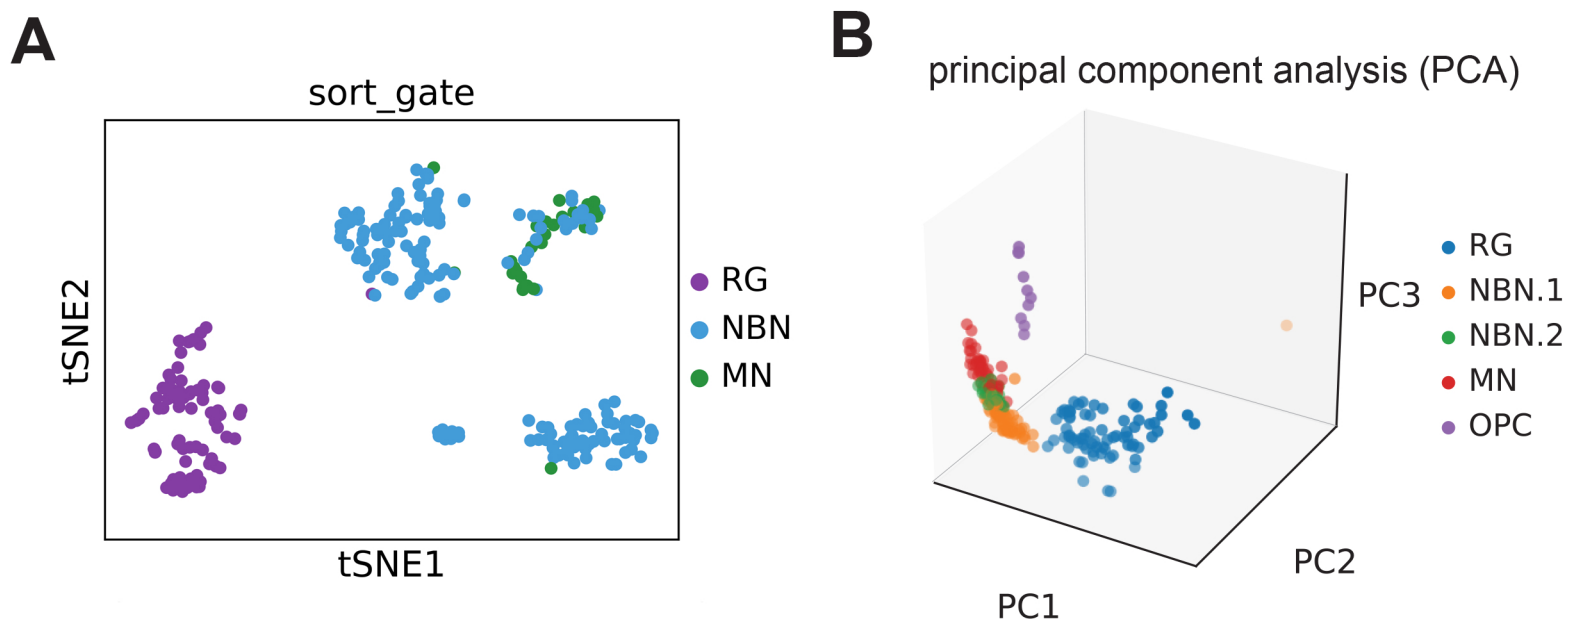 A
sort_gate
tSNE2
tSNE1
RG
NBN
MN
B
principal component analysis (PCA)
PC3
PC2
PC1
RG
NBN.1
NBN.2
MN
OPC